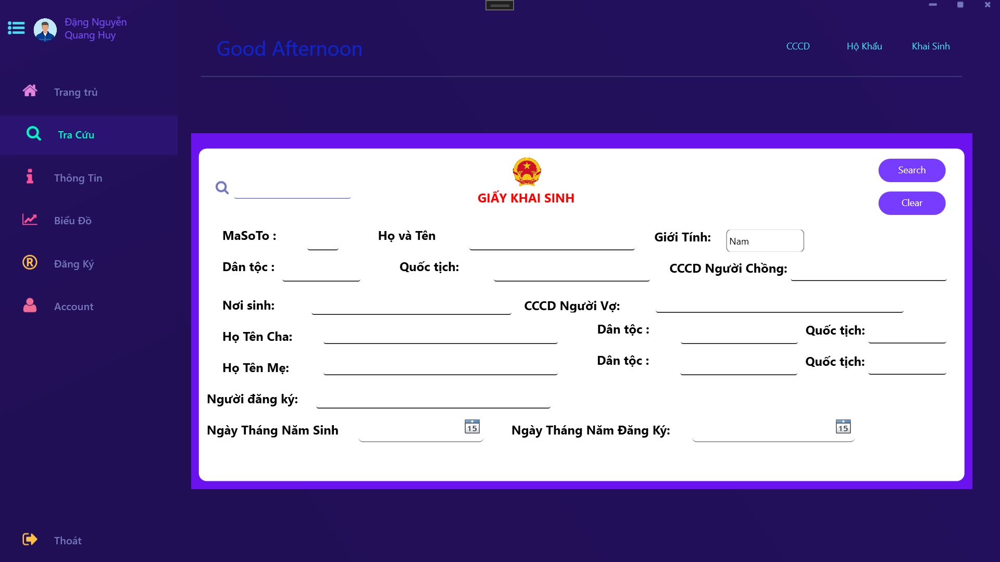 Đặng Nguyễn
Quang Huy
Good Afternoon
CCCD
Hộ Khẩu
Khai Sinh
Trang trủ
Tra Cứu
Thông Tin
Biểu Đồ
Đăng Ký
Account
Thoát
Search
GIẤY KHAI SINH
Clear
MaSoTo :
Họ và Tên
Giới Tính:
Nam
Dân tộc :
Quốc tịch:
CCCD Người Chồng:
Nơi sinh:
CCCD Người Vợ:
Họ Tên Cha:
Dân tộc :
Quốc tịch:
Họ Tên Mẹ:
Dân tộc :
Quốc tịch:
Người đăng ký:
Ngày Tháng Năm Sinh
15
Ngày Tháng Năm Đăng Ký:
15